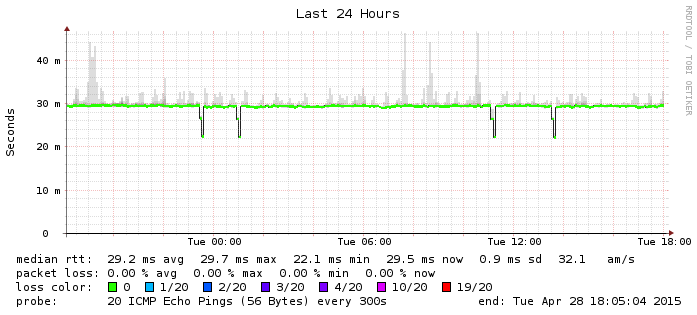 Last 24 Hours
RRDTOOL / TOBI OETIKER
Seconds
40 m
30 m
20 m
10 m
0
Tue 00:00 Tue 06:00 Tue 12:00 Tue 18:00
median rtt: 29.2 ms avg 29.7 ms max 22.1 ms min 29.5 ms now 0.9 ms sd 32.1 am/s
packet loss: 0.00 % avg 0.00 % max 0.00 % min 0.00 % now
loss color: 0 1/20 2/20 3/20 4/20 10/20 19/20
probe: 20 ICMP Echo Pings (56 Bytes) every 300s end: Tue Apr 28 18:05:04 2015